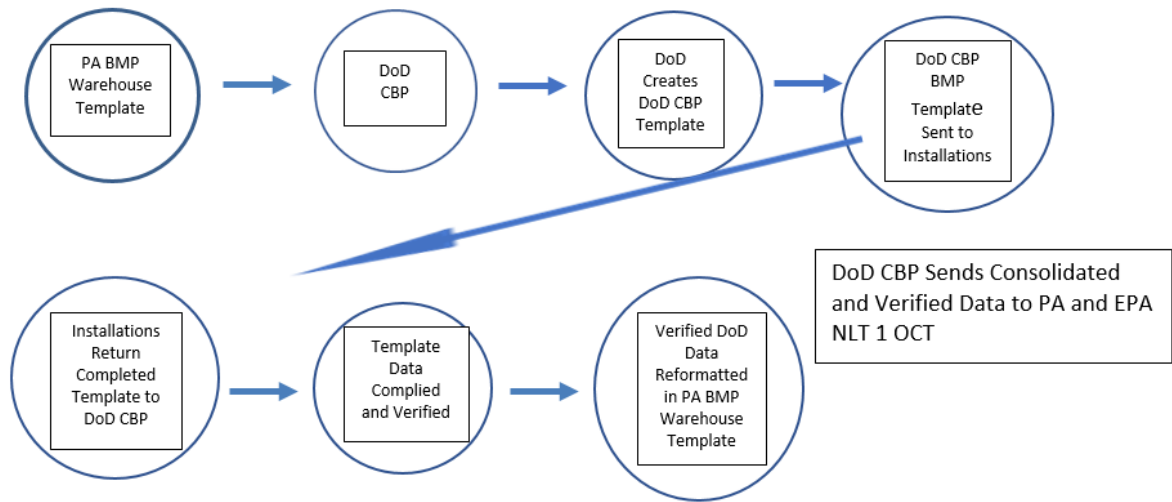 PA BMP
Warehouse
Template
DoD
CBP
DoD
Creates
DoD CBP
Template
DoD CBP
BMP
Template
Sent to
Installations
Installations
Return
Completed
Template to
DoD CBP
Template
Data
Complied
and Verified
Verified DoD
Data
Reformatted
in PA BMP
Warehouse
Template
DoD CBP Sends Consolidated
and Verified Data to PA and EPA
NLT 1 OCT